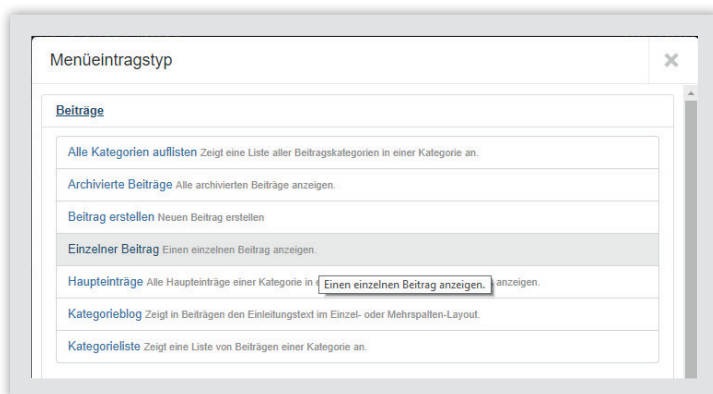 Menüeintragstyp
Beiträge
Alle Kategorien auflisten Zeigt eine Liste aller Beitragskategorien in einer Kategorie an.
Archivierte Beiträge Alle archivierten Beiträge anzeigen.
Beitrag erstellen Neuen Beitrag erstellen
Einzelner Beitrag Einen einzelnen Beitrag anzeigen.
Haupteinträge Alle Haupteinträge einer Kategorie in anzeigen.
Einen einzelnen Beitrag anzeigen.
Kategorieblog Zeigt in Beiträgen den Einleitungstext im Einzel- oder Mehrspalten-Layout.
Kategorieliste Zeigt eine Liste von Beiträgen einer Kategorie an.